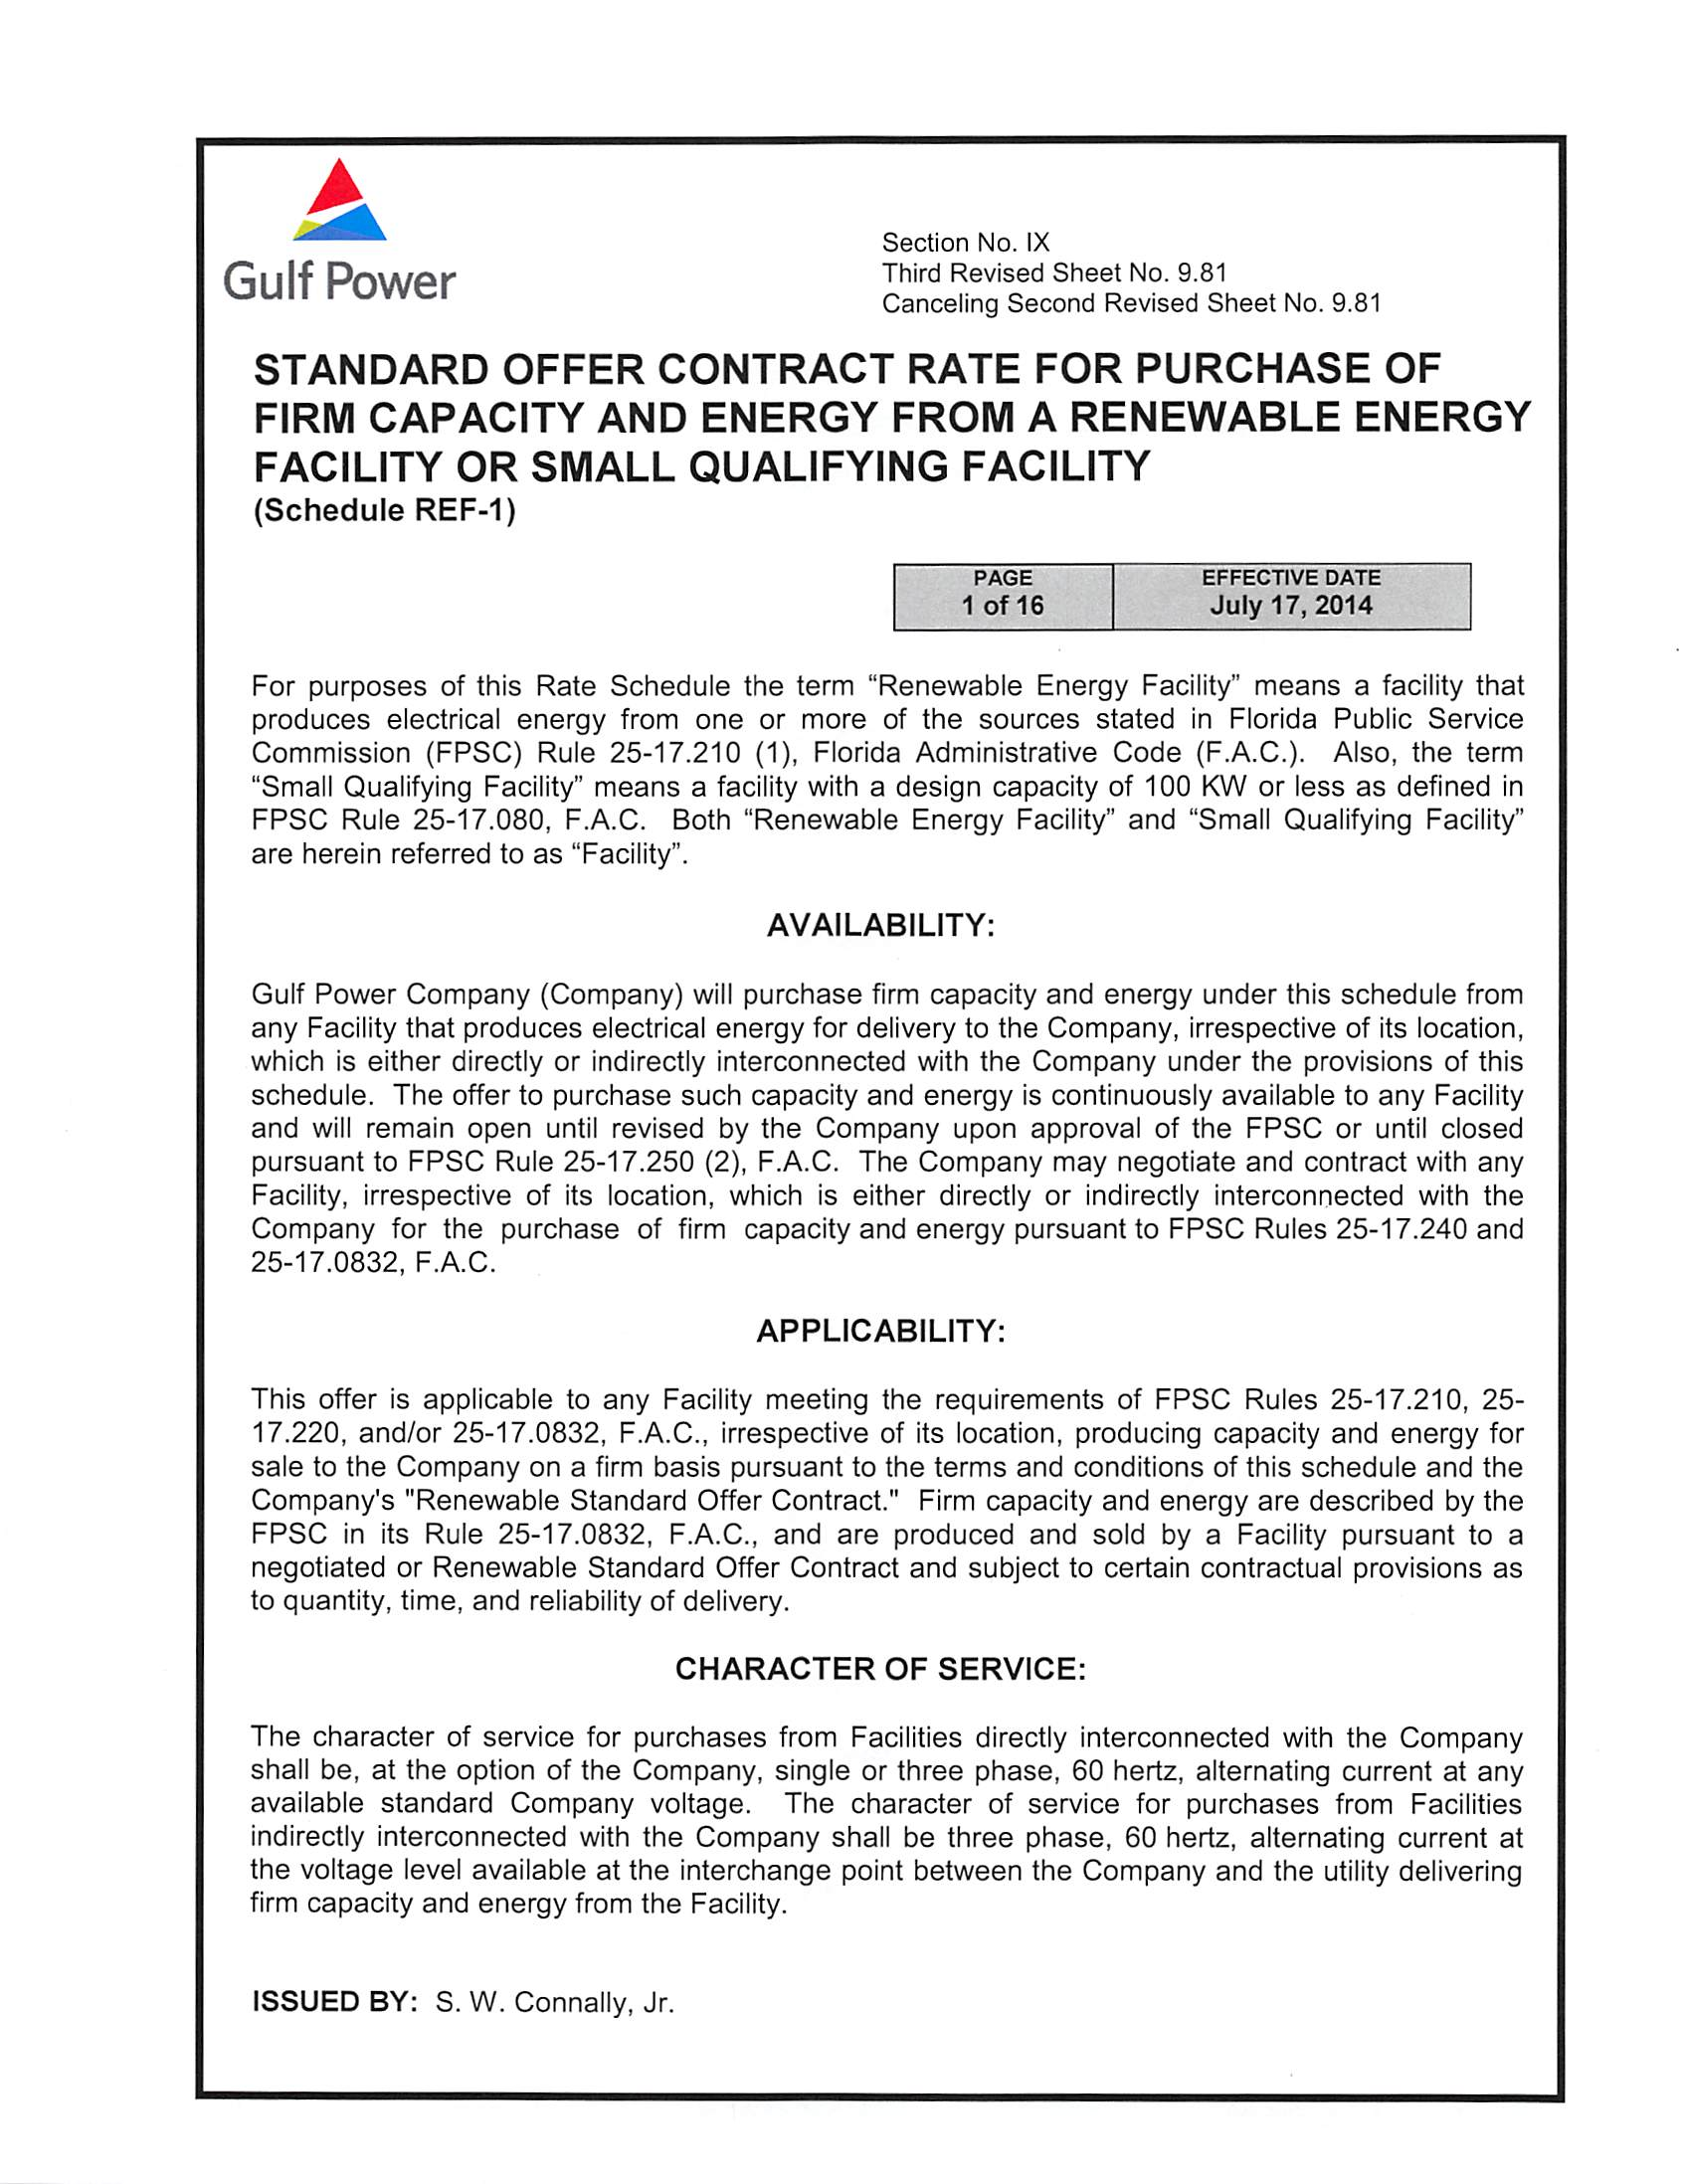 Gulf Power
Section No. IX
Third Revised Sheet No. 9.81
Canceling Second Revised Sheet No. 9.81
STANDARD OFFER CONTRACT RATE FOR PURCHASE OF
FIRM CAPACITY AND ENERGY FROM A RENEWABLE ENERGY
FACILITY OR SMALL QUALIFYING FACILITY
(Schedule REF-1)
PAGE
1 of 16
EFFECTIVE DATE
July 17, 2014
For purposes of this Rate Schedule the term “Renewable Energy Facility” means a facility that
produces electrical energy from one or more of the sources stated in Florida Public Service
Commission (FPSC) Rule 25-17.210 (1), Florida Administrative Code (F.A.C.). Also, the term
“Small Qualifying Facility” means a facility with a design capacity of 100 KW or less as defined in
FPSC Rule 25-17.080, F.A.C. Both “Renewable Energy Facility” and “Small Qualifying Facility”
are herein referred to as “Facility”.
AVAILABILITY:
Gulf Power Company (Company) will purchase firm capacity and energy under this schedule from
any Facility that produces electrical energy for delivery to the Company, irrespective of its location,
which is either directly or indirectly interconnected with the Company under the provisions of this
schedule. The offer to purchase such capacity and energy is continuously available to any Facility
and will remain open until revised by the Company upon approval of the FPSC or until closed
pursuant to FPSC Rule 25-17.250 (2), F.A.C. The Company may negotiate and contract with any
Facility, irrespective of its location, which is either directly or indirectly interconnected with the
Company for the purchase of firm capacity and energy pursuant to FPSC Rules 25-17.240 and
25-17.0832, F.A.C.
APPLICABILITY:
This offer is applicable to any Facility meeting the requirements of FPSC Rules 25-17.210, 25-
17.220, and/or 25-17.0832, F.A.C., irrespective of its location, producing capacity and energy for
sale to the Company on a firm basis pursuant to the terms and conditions of this schedule and the
Company's "Renewable Standard Offer Contract." Firm capacity and energy are described by the
FPSC in its Rule 25-17.0832, F.A.C., and are produced and sold by a Facility pursuant to a
negotiated or Renewable Standard Offer Contract and subject to certain contractual provisions as
to quantity, time, and reliability of delivery.
CHARACTER OF SERVICE:
The character of service for purchases from Facilities directly interconnected with the Company
shall be, at the option of the Company, single or three phase, 60 hertz, alternating current at any
available standard Company voltage. The character of service for purchases from Facilities
indirectly interconnected with the Company shall be three phase, 60 hertz, alternating current at
the voltage level available at the interchange point between the Company and the utility delivering
firm capacity and energy from the Facility.
ISSUED BY: S. W. Connally, Jr.